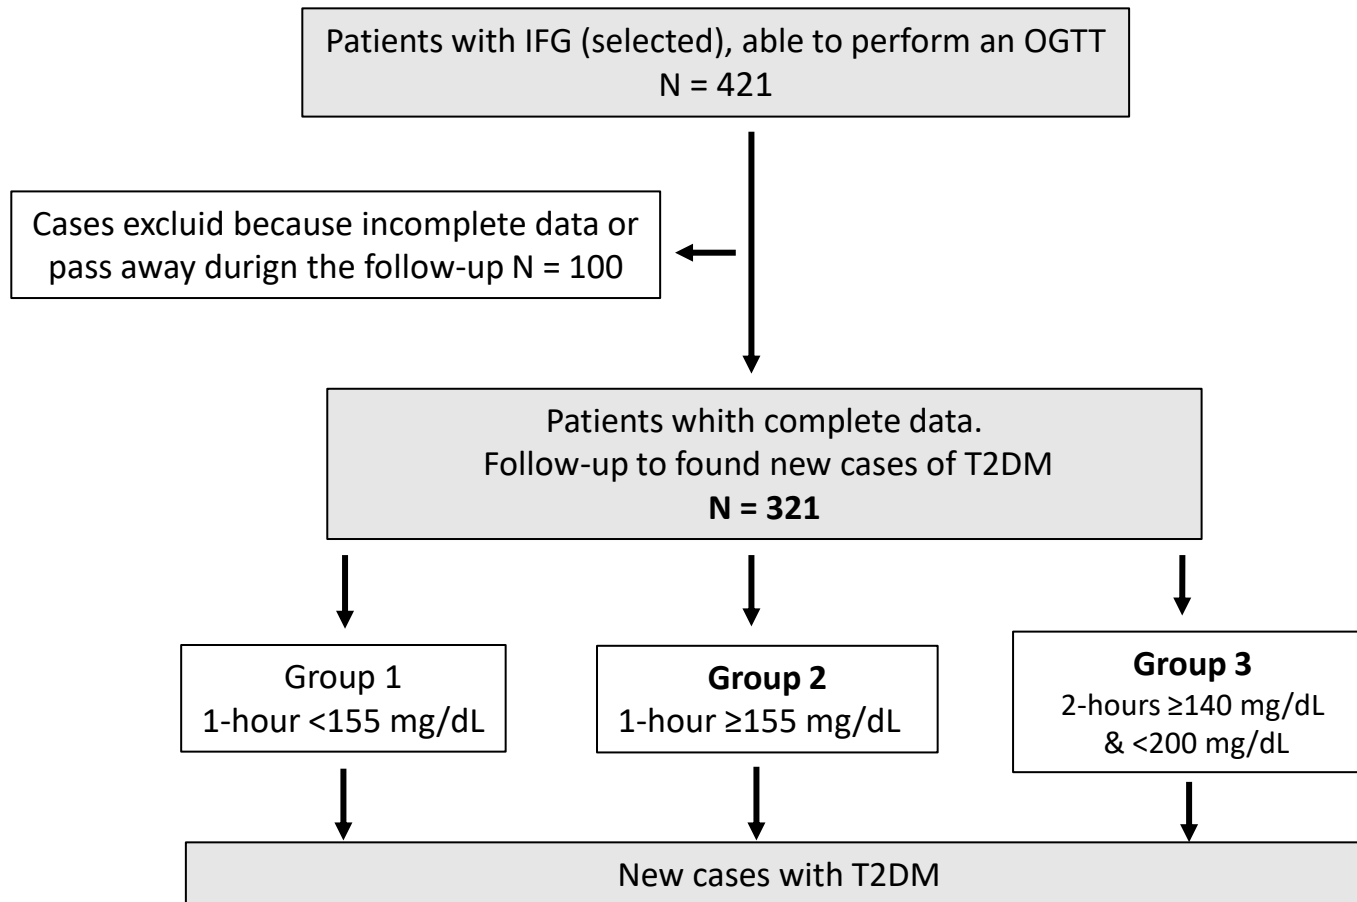 Patients with IFG (selected), able to perform an OGTT
N = 421
Cases excluid because incomplete data or
pass away durign the follow-up N = 100
Patients whith complete data.
Follow-up to found new cases of T2DM
N = 321
Group 1
1-hour <155 mg/dL
Group 2
1-hour ≥155 mg/dL
Group 3
2-hours ≥140 mg/dL
& <200 mg/dL
New cases with T2DM